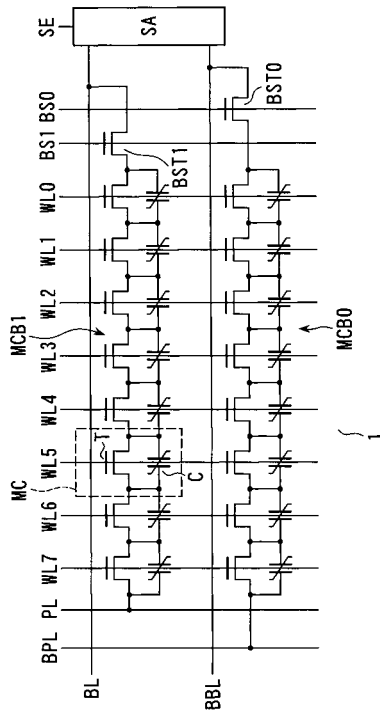 SE
SA
BS0
BS1
BST0
BST1
WL0
WL1
WL2
WL3
WL4
WL5
WL6
WL7
MCB1
MCB0
MC
T
C
PL
BPL
BL
BBL
1